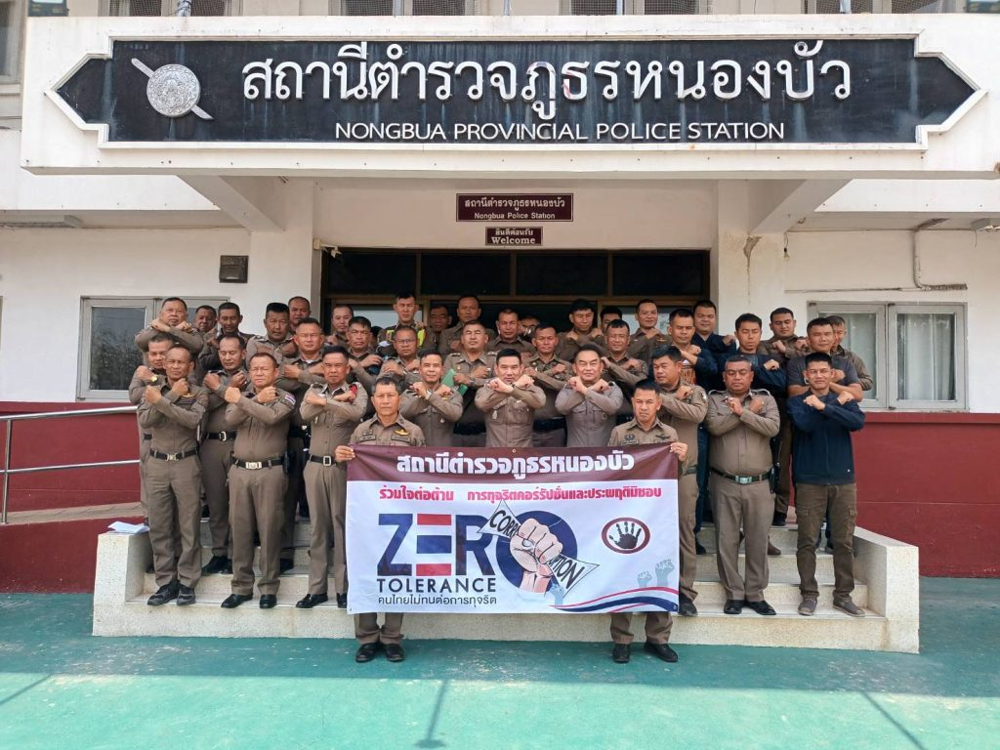 สถานีตำรวจภูธรหนองบัว
NONGBUA PROVINCIAL POLICE STATION
สถานีตำรวจภูธรหนองบัว
Nongbua Police Station
ยินดีต้อนรับ
Welcome
สถานีตำรวจภูธรหนองบัว
ร่วมใจต่อต้าน การทุจริตคอร์รัปชั่นและประพฤติมิชอบ
ZERO
CORRUPTION
TOLERANCE
คนไทยไม่ทนต่อการทุจริต